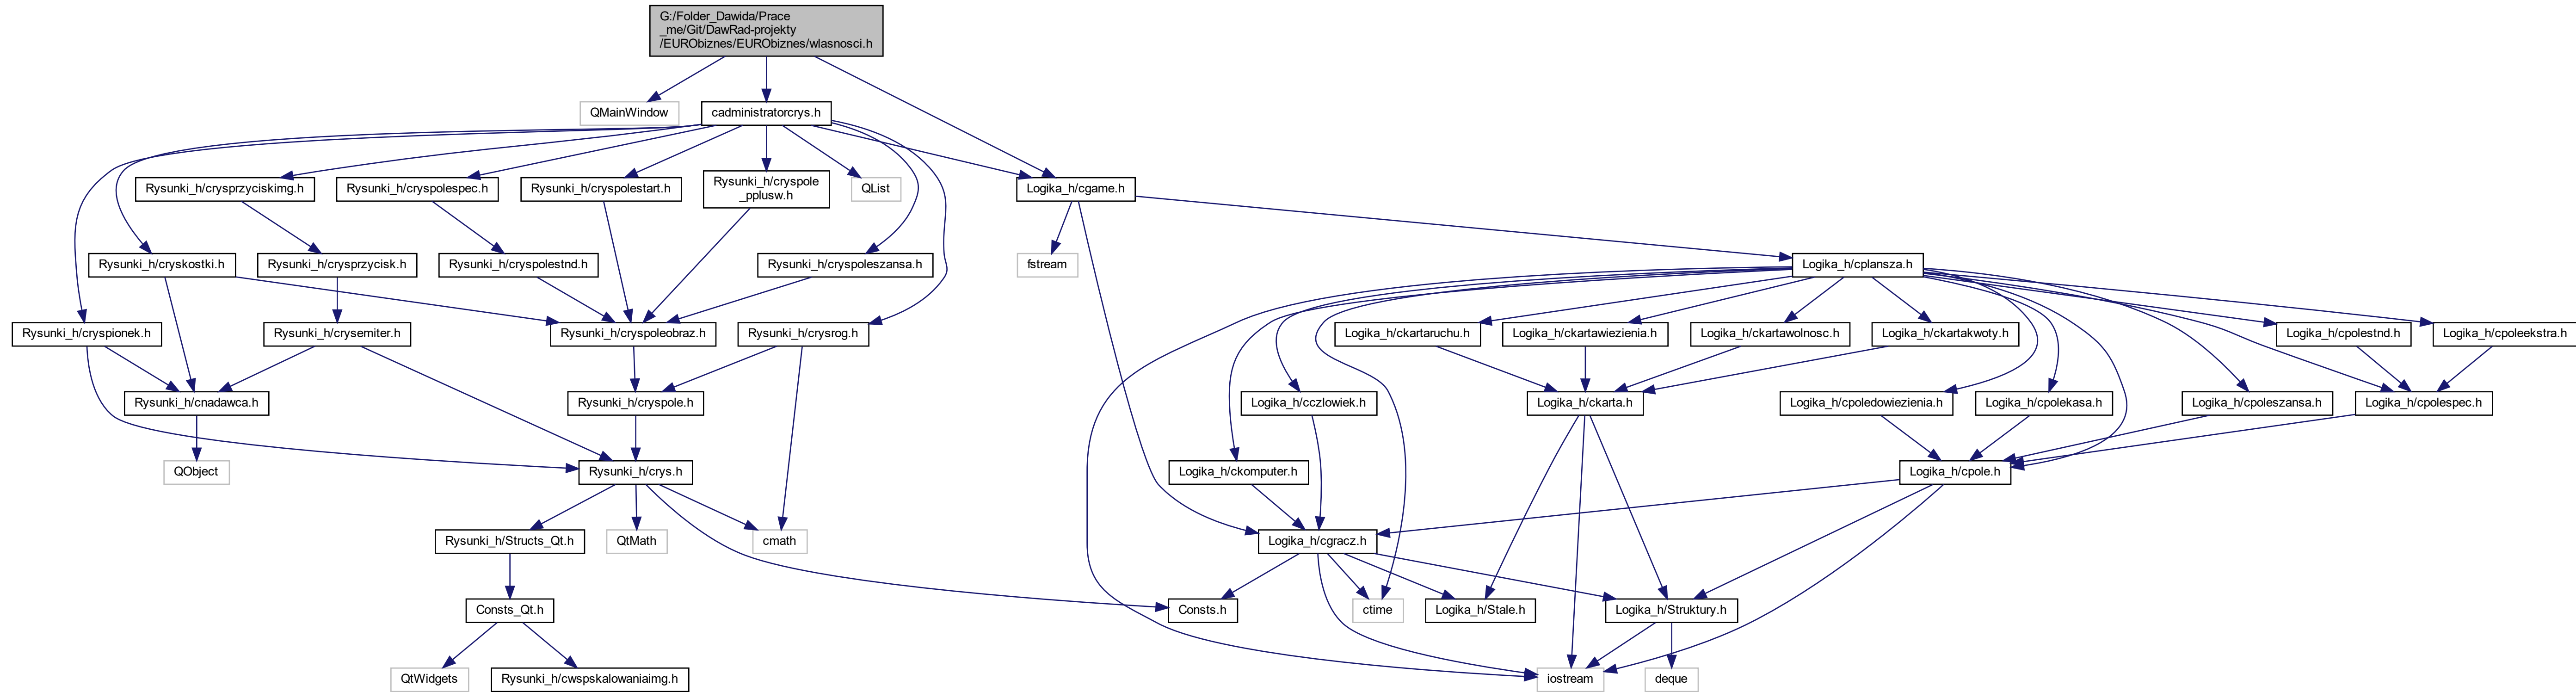 G:/Folder_Dawida/Prace
_me/Git/DawRad-projekty
/EURObiznes/EURObiznes/wlasnosci.h
QMainWindow
cadministratorcrys.h
Rysunki_h/crysprzyciskimg.h
Rysunki_h/cryspolespec.h
Rysunki_h/cryspolestart.h
Rysunki_h/cryspole
_pplusw.h
QList
Logika_h/cgame.h
Rysunki_h/cryskostki.h
Rysunki_h/crysprzycisk.h
Rysunki_h/cryspolestnd.h
Rysunki_h/cryspoleszansa.h
fstream
Logika_h/cplansza.h
Rysunki_h/cryspionek.h
Rysunki_h/crysemiter.h
Rysunki_h/cryspoleobraz.h
Rysunki_h/crysrog.h
Logika_h/ckartaruchu.h
Logika_h/ckartawiezienia.h
Logika_h/ckartawolnosc.h
Logika_h/ckartakwoty.h
Logika_h/cpolestnd.h
Logika_h/cpoleekstra.h
Rysunki_h/cnadawca.h
Rysunki_h/cryspole.h
Logika_h/cczlowiek.h
Logika_h/ckarta.h
Logika_h/cpoledowiezienia.h
Logika_h/cpolekasa.h
Logika_h/cpoleszansa.h
Logika_h/cpolespec.h
QObject
Rysunki_h/crys.h
Logika_h/ckomputer.h
Logika_h/cpole.h
Rysunki_h/Structs_Qt.h
QtMath
cmath
Logika_h/cgracz.h
Consts_Qt.h
Consts.h
ctime
Logika_h/Stale.h
Logika_h/Struktury.h
QtWidgets
Rysunki_h/cwspskalowaniaimg.h
iostream
deque